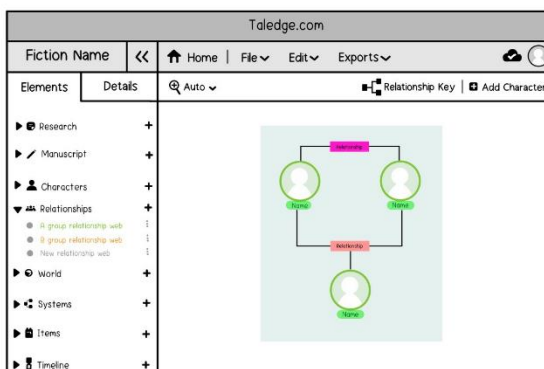 Taledge.com
Fiction Name
Home
File
Edit
Exports
Elements
Details
Auto
Relationship Key
Add Character
Research
Manuscript
Characters
Relationships
A group relationship web
B group relationship web
New relationship web
World
Systems
Items
Timeline
Relationship
Name
Name
Relationship
Name